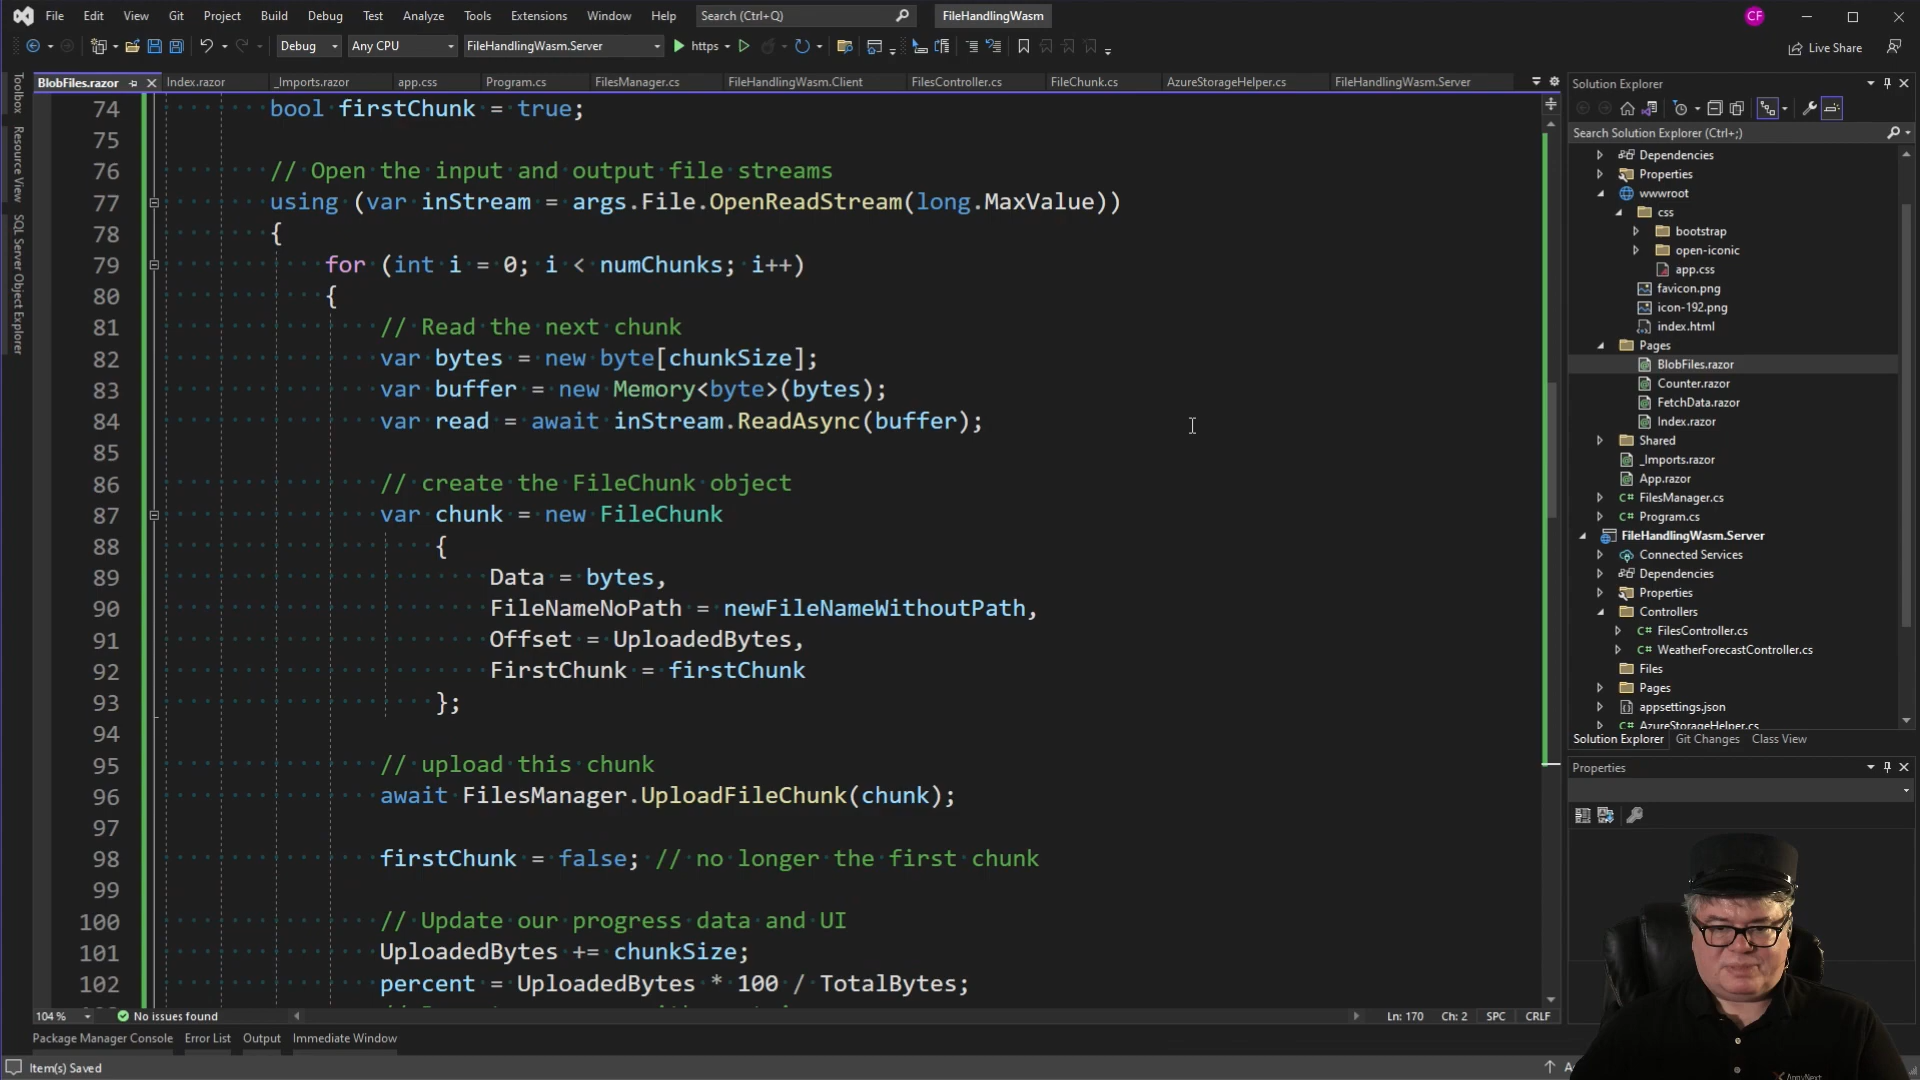 File Edit View Git Project Build Debug Test Analyze Tools Extensions Window Help Search (Ctrl+Q) FileHandlingWasm CF
Debug Any CPU FileHandlingWasm.Server https Live Share
BlobFiles.razor Index.razor _Imports.razor app.css Program.cs FilesManager.cs FileHandlingWasm.Client FilesController.cs FileChunk.cs AzureStorageHelper.cs FileHandlingWasm.Server
Toolbox
Resource View
SQL Server Object Explorer
74 bool firstChunk = true;
75
76 // Open the input and output file streams
77 using (var inStream = args.File.OpenReadStream(long.MaxValue))
78 {
79 for (int i = 0; i < numChunks; i++)
80 {
81 // Read the next chunk
82 var bytes = new byte[chunkSize];
83 var buffer = new Memory<byte>(bytes);
84 var read = await inStream.ReadAsync(buffer);
85
86 // create the FileChunk object
87 var chunk = new FileChunk
88 {
89 Data = bytes,
90 FileNameNoPath = newFileNameWithoutPath,
91 Offset = UploadedBytes,
92 FirstChunk = firstChunk
93 };
94
95 // upload this chunk
96 await FilesManager.UploadFileChunk(chunk);
97
98 firstChunk = false; // no longer the first chunk
99
100 // Update our progress data and UI
101 UploadedBytes += chunkSize;
102 percent = UploadedBytes * 100 / TotalBytes;
104 % No issues found Ln: 170 Ch: 2 SPC CRLF
Package Manager Console Error List Output Immediate Window
Item(s) Saved
Solution Explorer
Search Solution Explorer (Ctrl+;)
Dependencies
Properties
wwwroot
css
bootstrap
open-iconic
app.css
favicon.png
icon-192.png
index.html
Pages
BlobFiles.razor
Counter.razor
FetchData.razor
Index.razor
Shared
_Imports.razor
App.razor
C# FilesManager.cs
C# Program.cs
FileHandlingWasm.Server
Connected Services
Dependencies
Properties
Controllers
C# FilesController.cs
C# WeatherForecastController.cs
Files
Pages
appsettings.json
C# AzureStorageHelper.cs
Solution Explorer Git Changes Class View
Properties